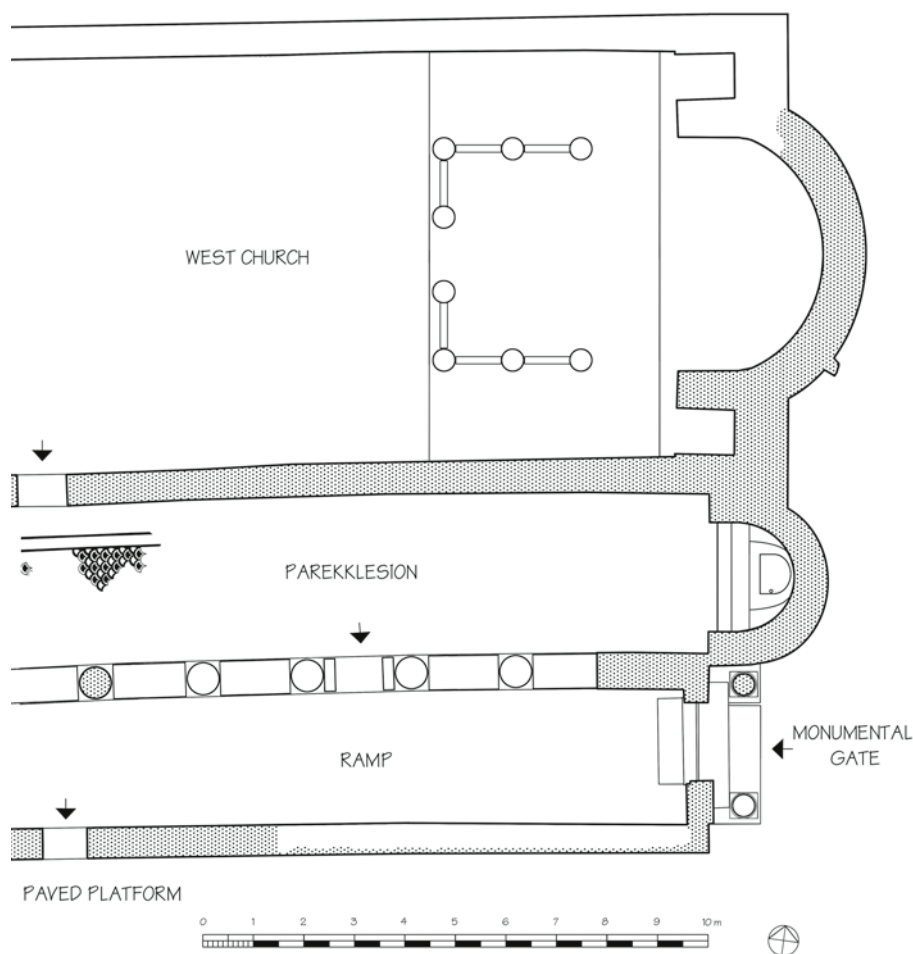 WEST CHURCH
PAREKKLESION
RAMP
MONUMENTAL
GATE
PAVED PLATFORM
0 1 2 3 4 5 6 7 8 9 10 m